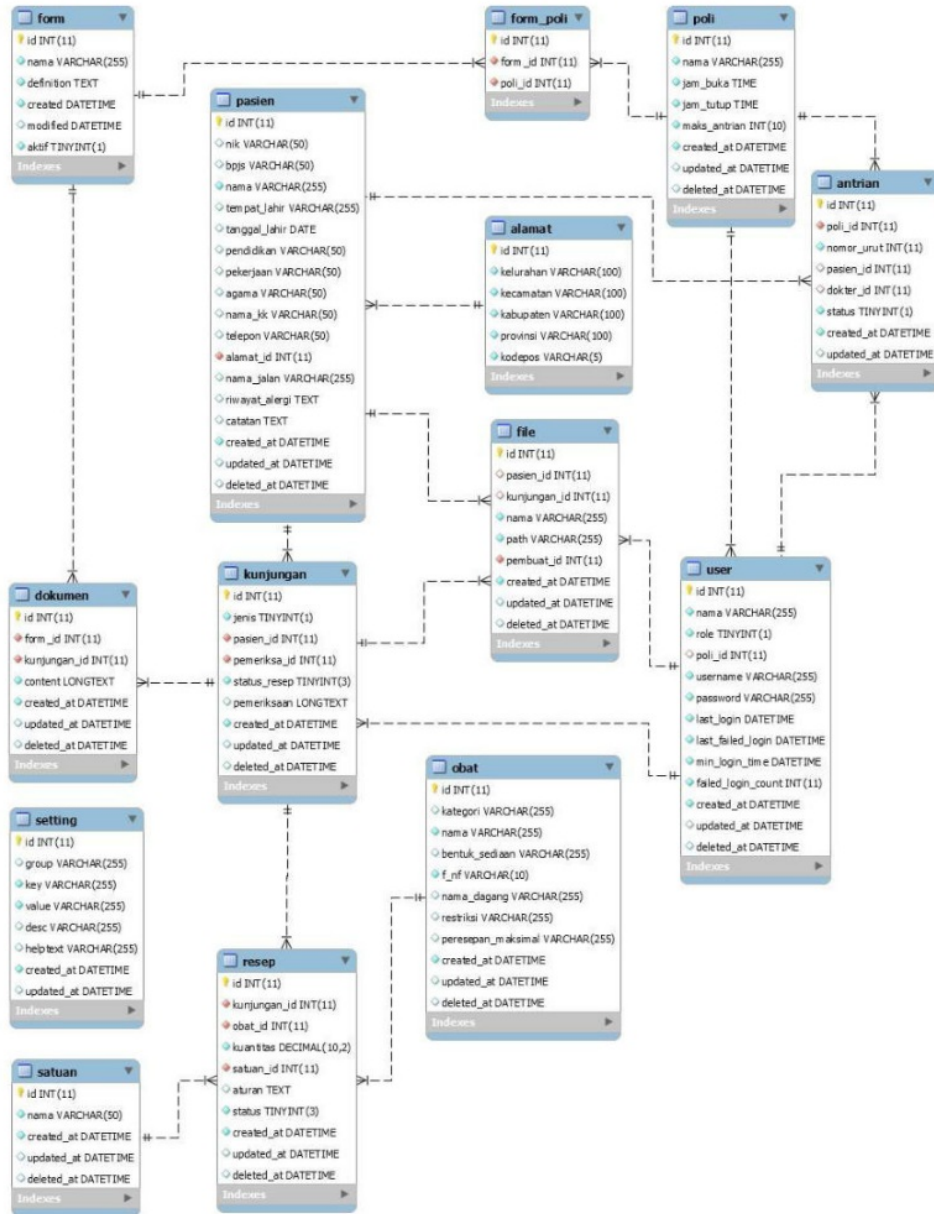 form
id INT(11)
nama VARCHAR(255)
definition TEXT
created DATETIME
modified DATETIME
aktif TINYINT(1)
Indexes
form_poli
id INT(11)
form_id INT(11)
poli_id INT(11)
Indexes
poli
id INT(11)
nama VARCHAR(255)
jam_buka TIME
jam_tutup TIME
maks_antrian INT(10)
created_at DATETIME
updated_at DATETIME
deleted_at DATETIME
Indexes
pasien
id INT(11)
nik VARCHAR(50)
bpjs VARCHAR(50)
nama VARCHAR(255)
tempat_lahir VARCHAR(255)
tanggal_lahir DATE
pendidikan VARCHAR(50)
pekerjaan VARCHAR(50)
agama VARCHAR(50)
nama_kk VARCHAR(50)
telepon VARCHAR(50)
alamat_id INT(11)
nama_jalan VARCHAR(255)
riwayat_alergi TEXT
catatan TEXT
created_at DATETIME
updated_at DATETIME
deleted_at DATETIME
Indexes
alamat
id INT(11)
kelurahan VARCHAR(100)
kecamatan VARCHAR(100)
kabupaten VARCHAR(100)
provinsi VARCHAR(100)
kodepos VARCHAR(5)
Indexes
antrian
id INT(11)
poli_id INT(11)
nomor_urut INT(11)
pasien_id INT(11)
dokter_id INT(11)
status TINYINT(1)
created_at DATETIME
updated_at DATETIME
Indexes
file
id INT(11)
pasien_id INT(11)
kunjungan_id INT(11)
nama VARCHAR(255)
path VARCHAR(255)
pembuat_id INT(11)
created_at DATETIME
updated_at DATETIME
deleted_at DATETIME
Indexes
dokumen
id INT(11)
form_id INT(11)
kunjungan_id INT(11)
content LONGTEXT
created_at DATETIME
updated_at DATETIME
deleted_at DATETIME
Indexes
kunjungan
id INT(11)
jenis TINYINT(1)
pasien_id INT(11)
pemeriksa_id INT(11)
status_resep TINYINT(3)
pemeriksaan LONGTEXT
created_at DATETIME
updated_at DATETIME
deleted_at DATETIME
Indexes
user
id INT(11)
nama VARCHAR(255)
role TINYINT(1)
poli_id INT(11)
username VARCHAR(255)
password VARCHAR(255)
last_login DATETIME
last_failed_login DATETIME
min_login_time DATETIME
failed_login_count INT(11)
created_at DATETIME
updated_at DATETIME
deleted_at DATETIME
Indexes
obat
id INT(11)
kategori VARCHAR(255)
nama VARCHAR(255)
bentuk_sediaan VARCHAR(255)
f_nf VARCHAR(10)
nama_dagang VARCHAR(255)
restriksi VARCHAR(255)
peresepan_maksimal VARCHAR(255)
created_at DATETIME
updated_at DATETIME
deleted_at DATETIME
Indexes
setting
id INT(11)
group VARCHAR(255)
key VARCHAR(255)
value VARCHAR(255)
desc VARCHAR(255)
helptext VARCHAR(255)
created_at DATETIME
updated_at DATETIME
Indexes
resep
id INT(11)
kunjungan_id INT(11)
obat_id INT(11)
kuantitas DECIMAL(10,2)
satuan_id INT(11)
aturan TEXT
status TINYINT(3)
created_at DATETIME
updated_at DATETIME
deleted_at DATETIME
Indexes
satuan
id INT(11)
nama VARCHAR(50)
created_at DATETIME
updated_at DATETIME
deleted_at DATETIME
Indexes